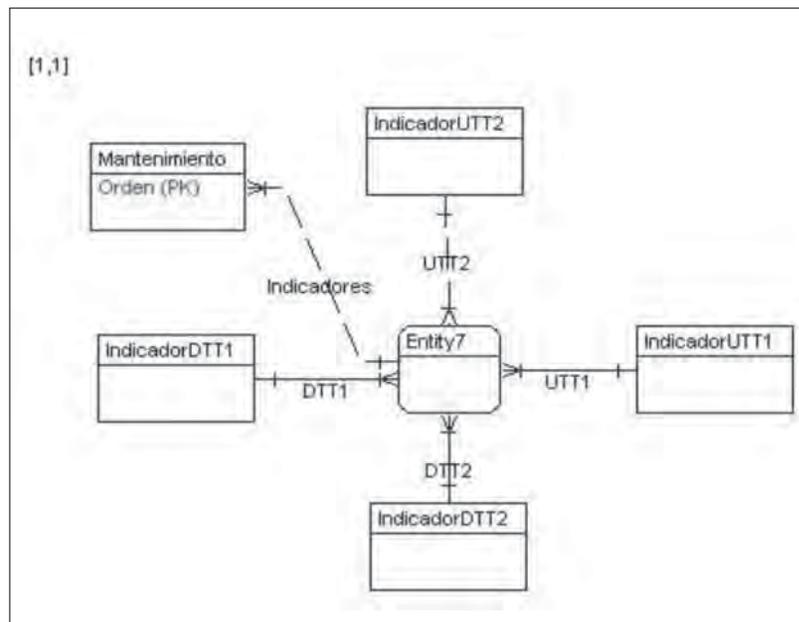 [1,1]
IndicadorUTT2
Mantenimiento
Orden (PK)
UTT2
Indicadores
IndicadorDTT1
Entity7
IndicadorUTT1
DTT1
UTT1
DTT2
IndicadorDTT2